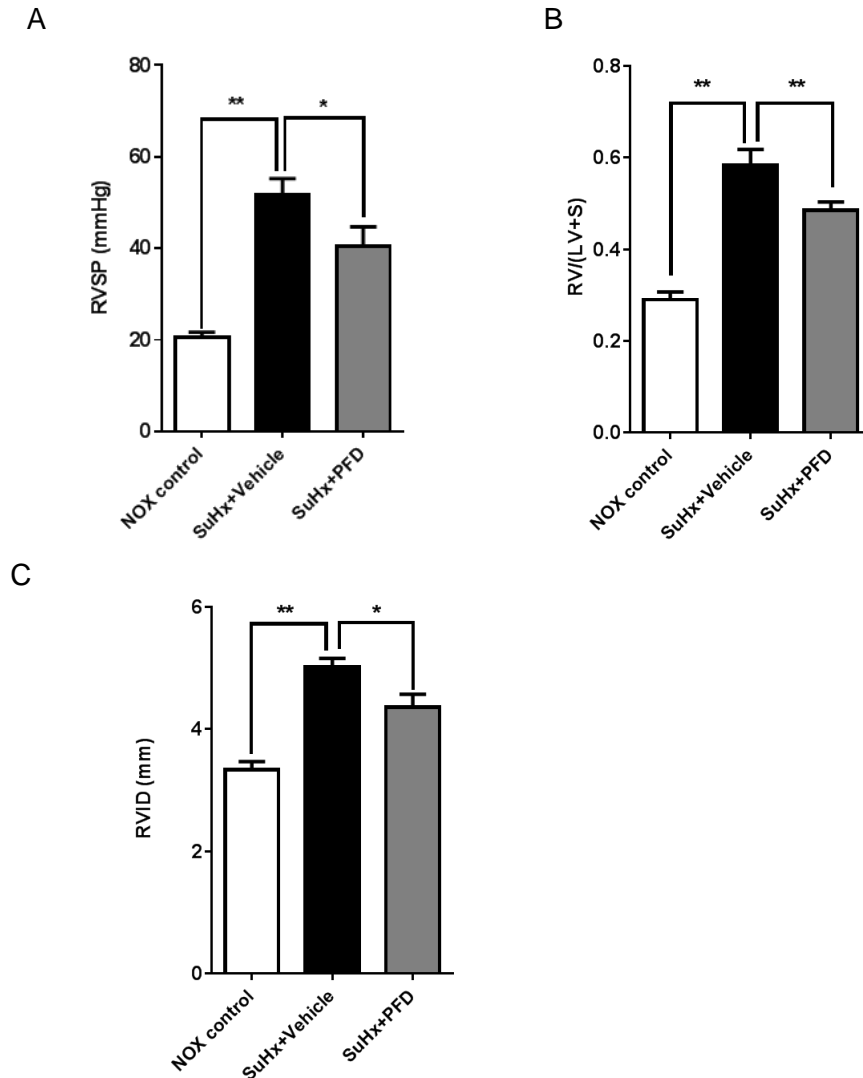 A
80
60
40
20
0
RVSP (mmHg)
**
*
NOX control
SuHx+Vehicle
SuHx+PFD
B
0.8
0.6
0.4
0.2
0.0
RV/(LV+S)
**
**
NOX control
SuHx+Vehicle
SuHx+PFD
C
6
4
2
0
RVID (mm)
**
*
NOX control
SuHx+Vehicle
SuHx+PFD